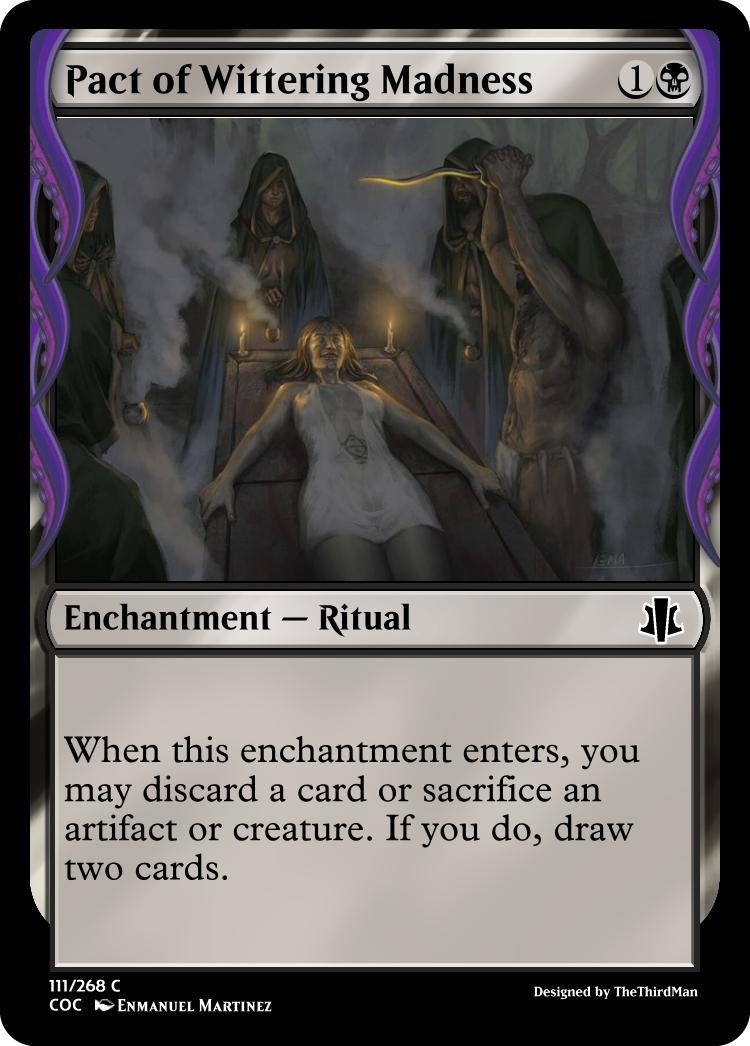 Pact of Wittering Madness 1
Enchantment — Ritual
When this enchantment enters, you
may discard a card or sacrifice an
artifact or creature. If you do, draw
two cards.
111/268 C
COC Enmanuel Martinez
Designed by TheThirdMan